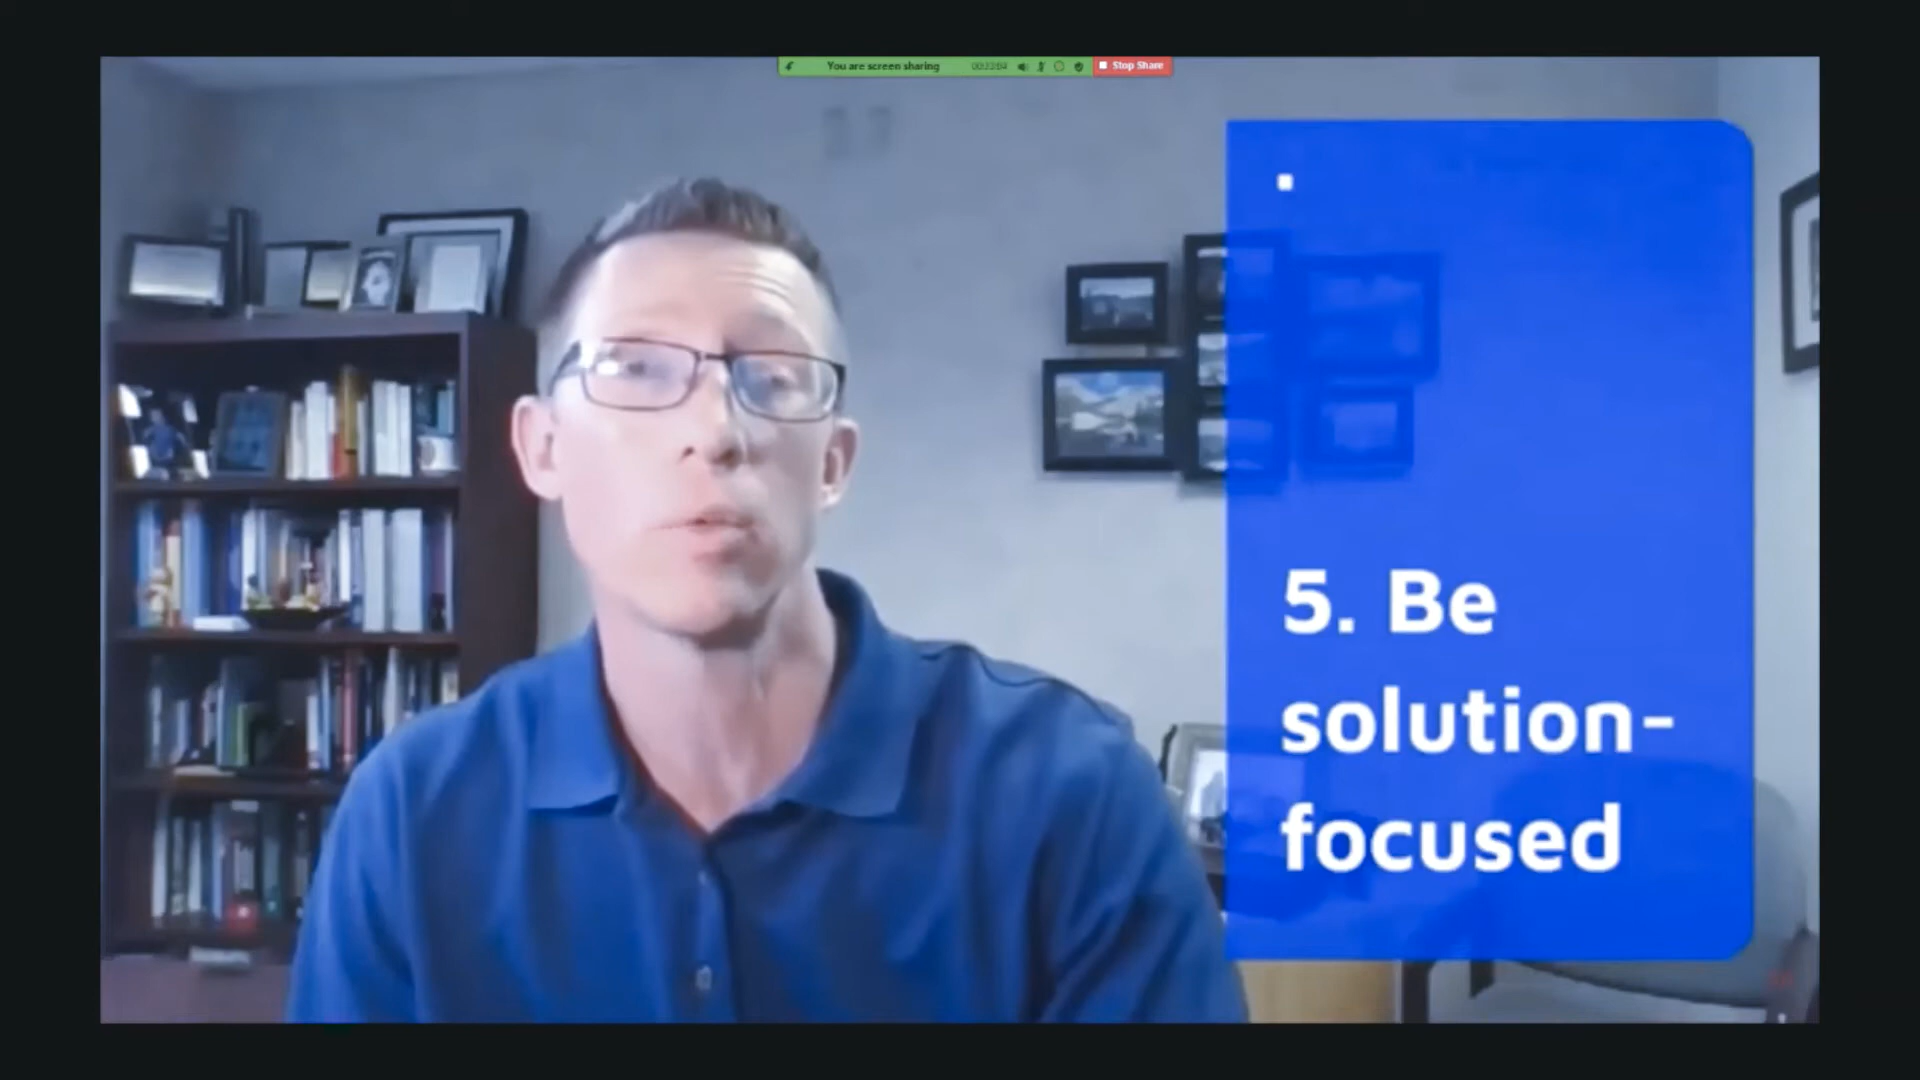 You are screen sharing
Stop Share
5. Be
solution-
focused